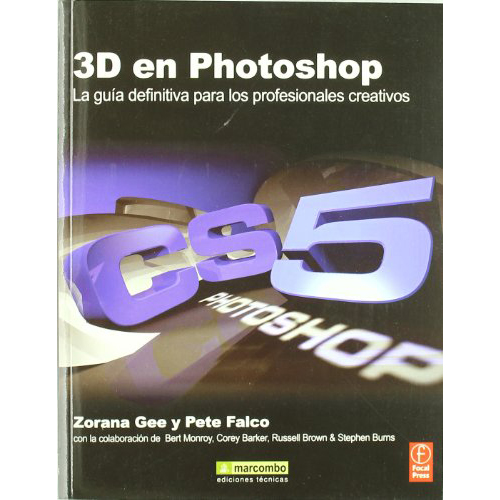 3D en Photoshop
La guía definitiva para los profesionales creativos
CS5
PHOTOSHOP
Zorana Gee y Pete Falco
con la colaboración de Bert Monroy, Corey Barker, Russell Brown & Stephen Burns
marcombo
ediciones técnicas
Focal
Press